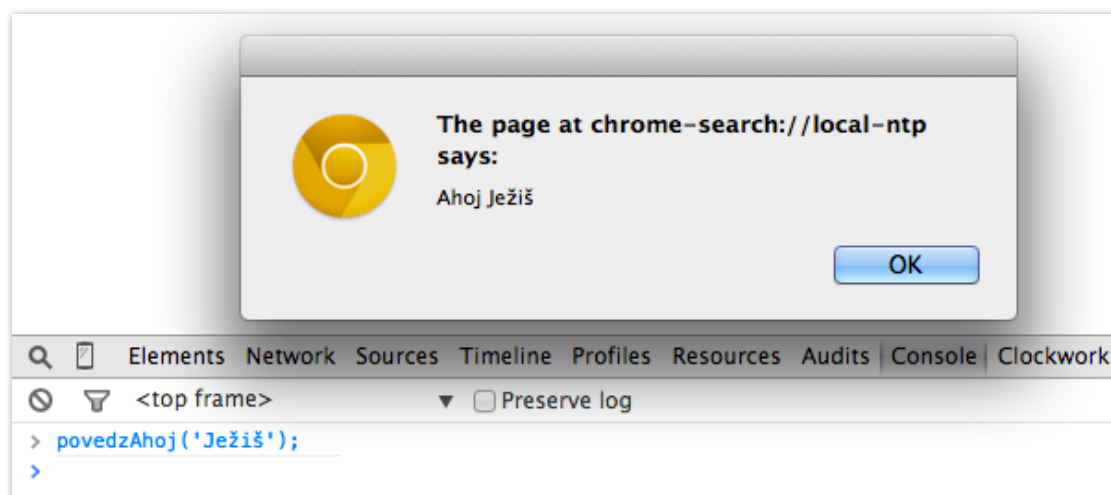 The page at chrome-search://local-ntp
says:
Ahoj Ježiš
OK
Elements Network Sources Timeline Profiles Resources Audits Console Clockwork
<top frame> ▼ Preserve log
> povedzAhoj('Ježiš');
>